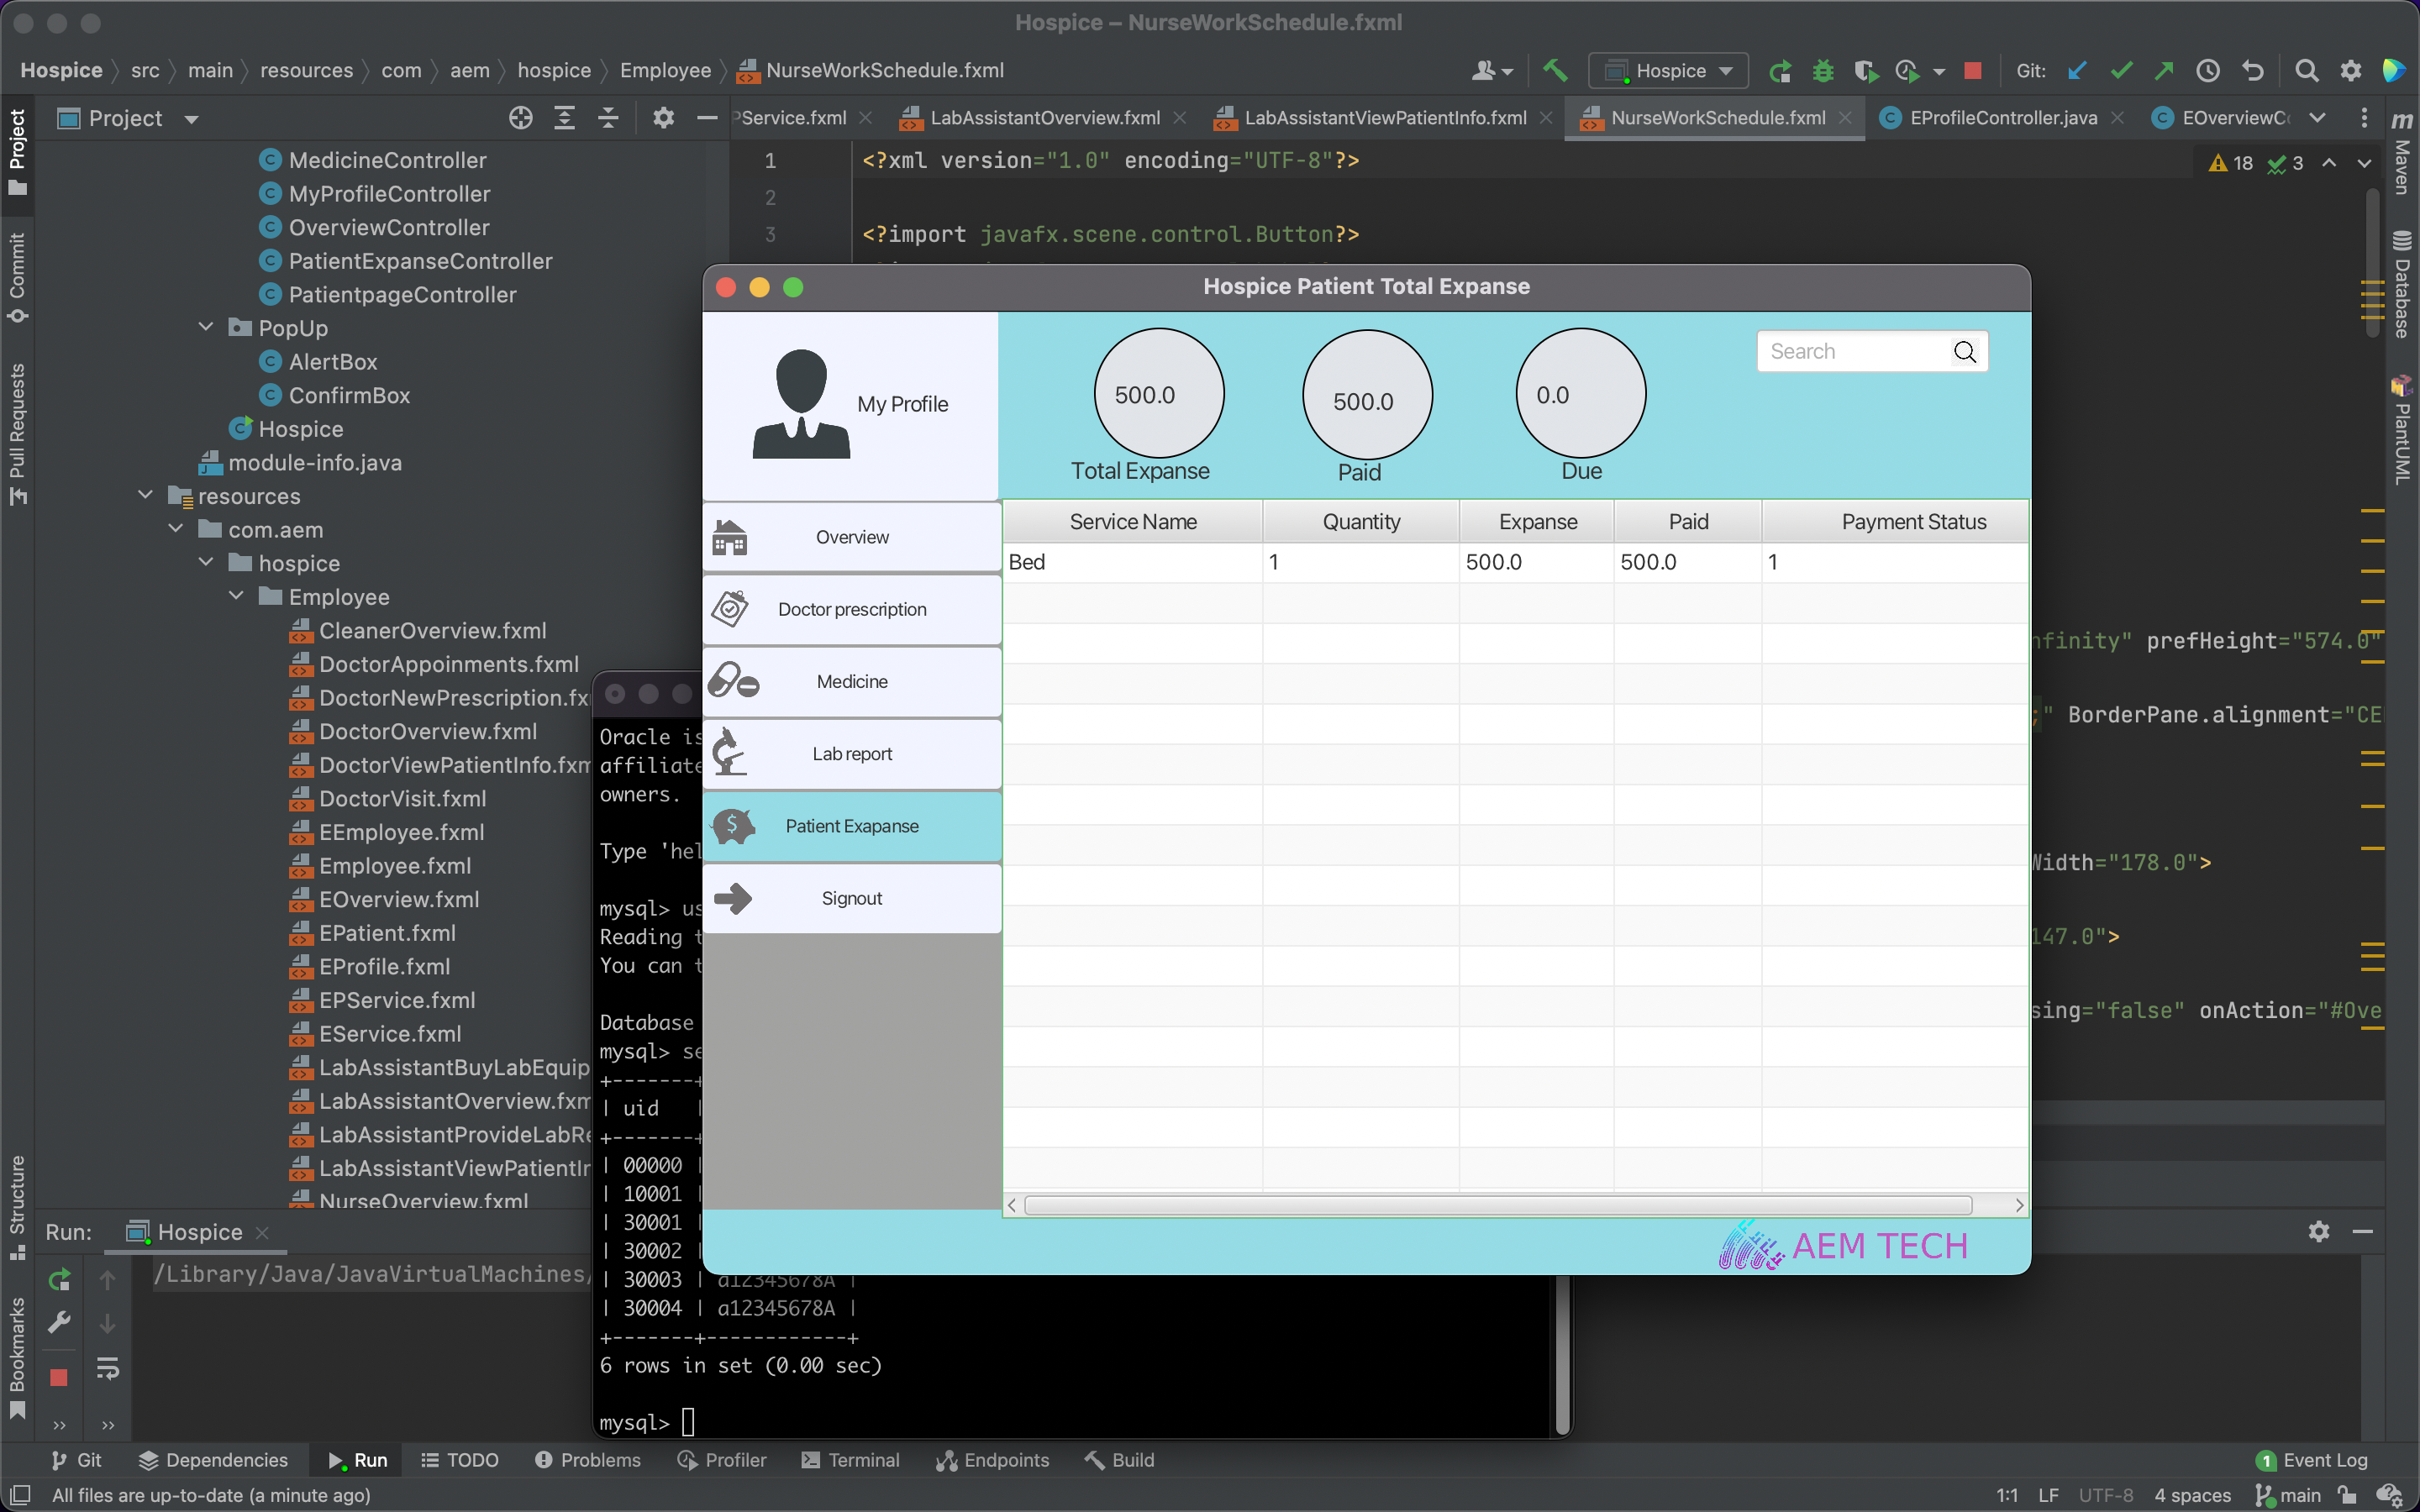 Hospice – NurseWorkSchedule.fxml
Hospice src main resources com aem hospice Employee NurseWorkSchedule.fxml
Hospice
Git:
Project
PService.fxml
LabAssistantOverview.fxml
LabAssistantViewPatientInfo.fxml
NurseWorkSchedule.fxml
EProfileController.java
EOverviewC
Project
Commit
Pull Requests
Structure
Bookmarks
MedicineController
MyProfileController
OverviewController
PatientExpanseController
PatientpageController
PopUp
AlertBox
ConfirmBox
Hospice
module-info.java
resources
com.aem
hospice
Employee
CleanerOverview.fxml
DoctorAppoinments.fxml
DoctorNewPrescription.fx
DoctorOverview.fxml
DoctorViewPatientInfo.fxm
DoctorVisit.fxml
EEmployee.fxml
Employee.fxml
EOverview.fxml
EPatient.fxml
EProfile.fxml
EPService.fxml
EService.fxml
LabAssistantBuyLabEquip
LabAssistantOverview.fxm
LabAssistantProvideLabRe
LabAssistantViewPatientIn
NurseOverview.fxml
1 <?xml version="1.0" encoding="UTF-8"?>
2
3 <?import javafx.scene.control.Button?>
18 3
nfinity" prefHeight="574.0"
;" BorderPane.alignment="CE
Width="178.0">
147.0">
sing="false" onAction="#Ove
m Maven
Database
PlantUML
Hospice Patient Total Expanse
My Profile
500.0
500.0
0.0
Total Expanse
Paid
Due
Search
Overview
Doctor prescription
Medicine
Lab report
Patient Exapanse
Signout
Service Name Quantity Expanse Paid Payment Status
Bed 1 500.0 500.0 1
AEM TECH
Oracle is
affiliate
owners.
Type 'hel
mysql> us
Reading t
You can t
Database
mysql> se
+-------+
| uid |
+-------+
| 00000 |
| 10001 |
| 30001 |
| 30002 |
| 30003 | a12345678A |
| 30004 | a12345678A |
+-------+------------+
6 rows in set (0.00 sec)
mysql>
Run: Hospice
/Library/Java/JavaVirtualMachines/
Git
Dependencies
Run
TODO
Problems
Profiler
Terminal
Endpoints
Build
1 Event Log
All files are up-to-date (a minute ago)
1:1 LF UTF-8 4 spaces main